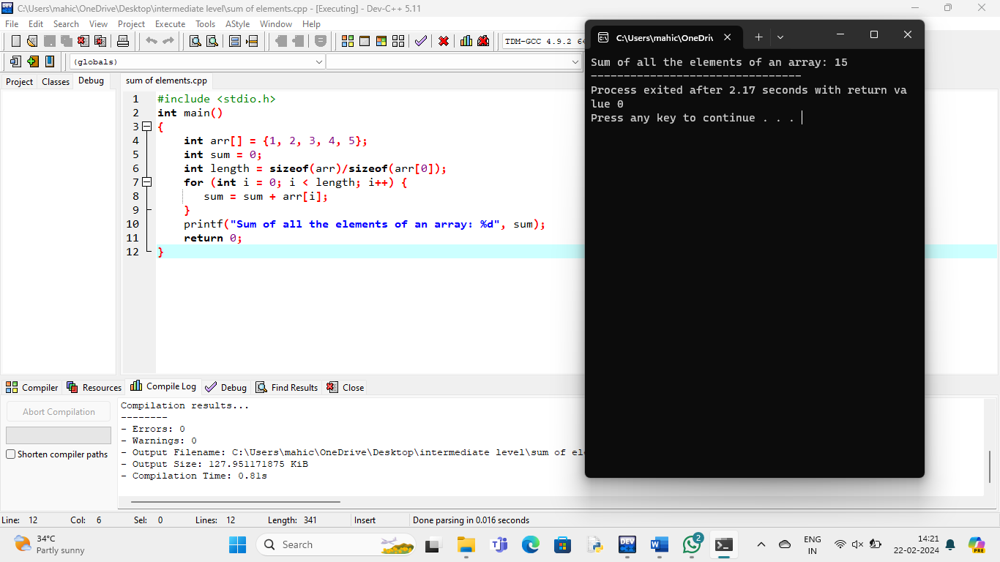 C:\Users\mahic\OneDrive\Desktop\intermediate level\sum of elements.cpp - [Executing] - Dev-C++ 5.11
File Edit Search View Project Execute Tools AStyle Window Help
TDM-GCC 4.9.2 64
(globals)
Project Classes Debug
sum of elements.cpp
1 #include <stdio.h>
2 int main()
3 {
4 int arr[] = {1, 2, 3, 4, 5};
5 int sum = 0;
6 int length = sizeof(arr)/sizeof(arr[0]);
7 for (int i = 0; i < length; i++) {
8 sum = sum + arr[i];
9 }
10 printf("Sum of all the elements of an array: %d", sum);
11 return 0;
12 }
C:\Users\mahic\OneDri
Sum of all the elements of an array: 15
--------------------------------
Process exited after 2.17 seconds with return va
lue 0
Press any key to continue . . .
Compiler Resources Compile Log Debug Find Results Close
Abort Compilation
Shorten compiler paths
Compilation results...
--------
- Errors: 0
- Warnings: 0
- Output Filename: C:\Users\mahic\OneDrive\Desktop\intermediate level\sum of el
- Output Size: 127.951171875 KiB
- Compilation Time: 0.81s
Line: 12 Col: 6 Sel: 0 Lines: 12 Length: 341 Insert Done parsing in 0.016 seconds
34°C
Partly sunny
Search
DEV
W
2
ENG
IN
14:21
22-02-2024
PRE